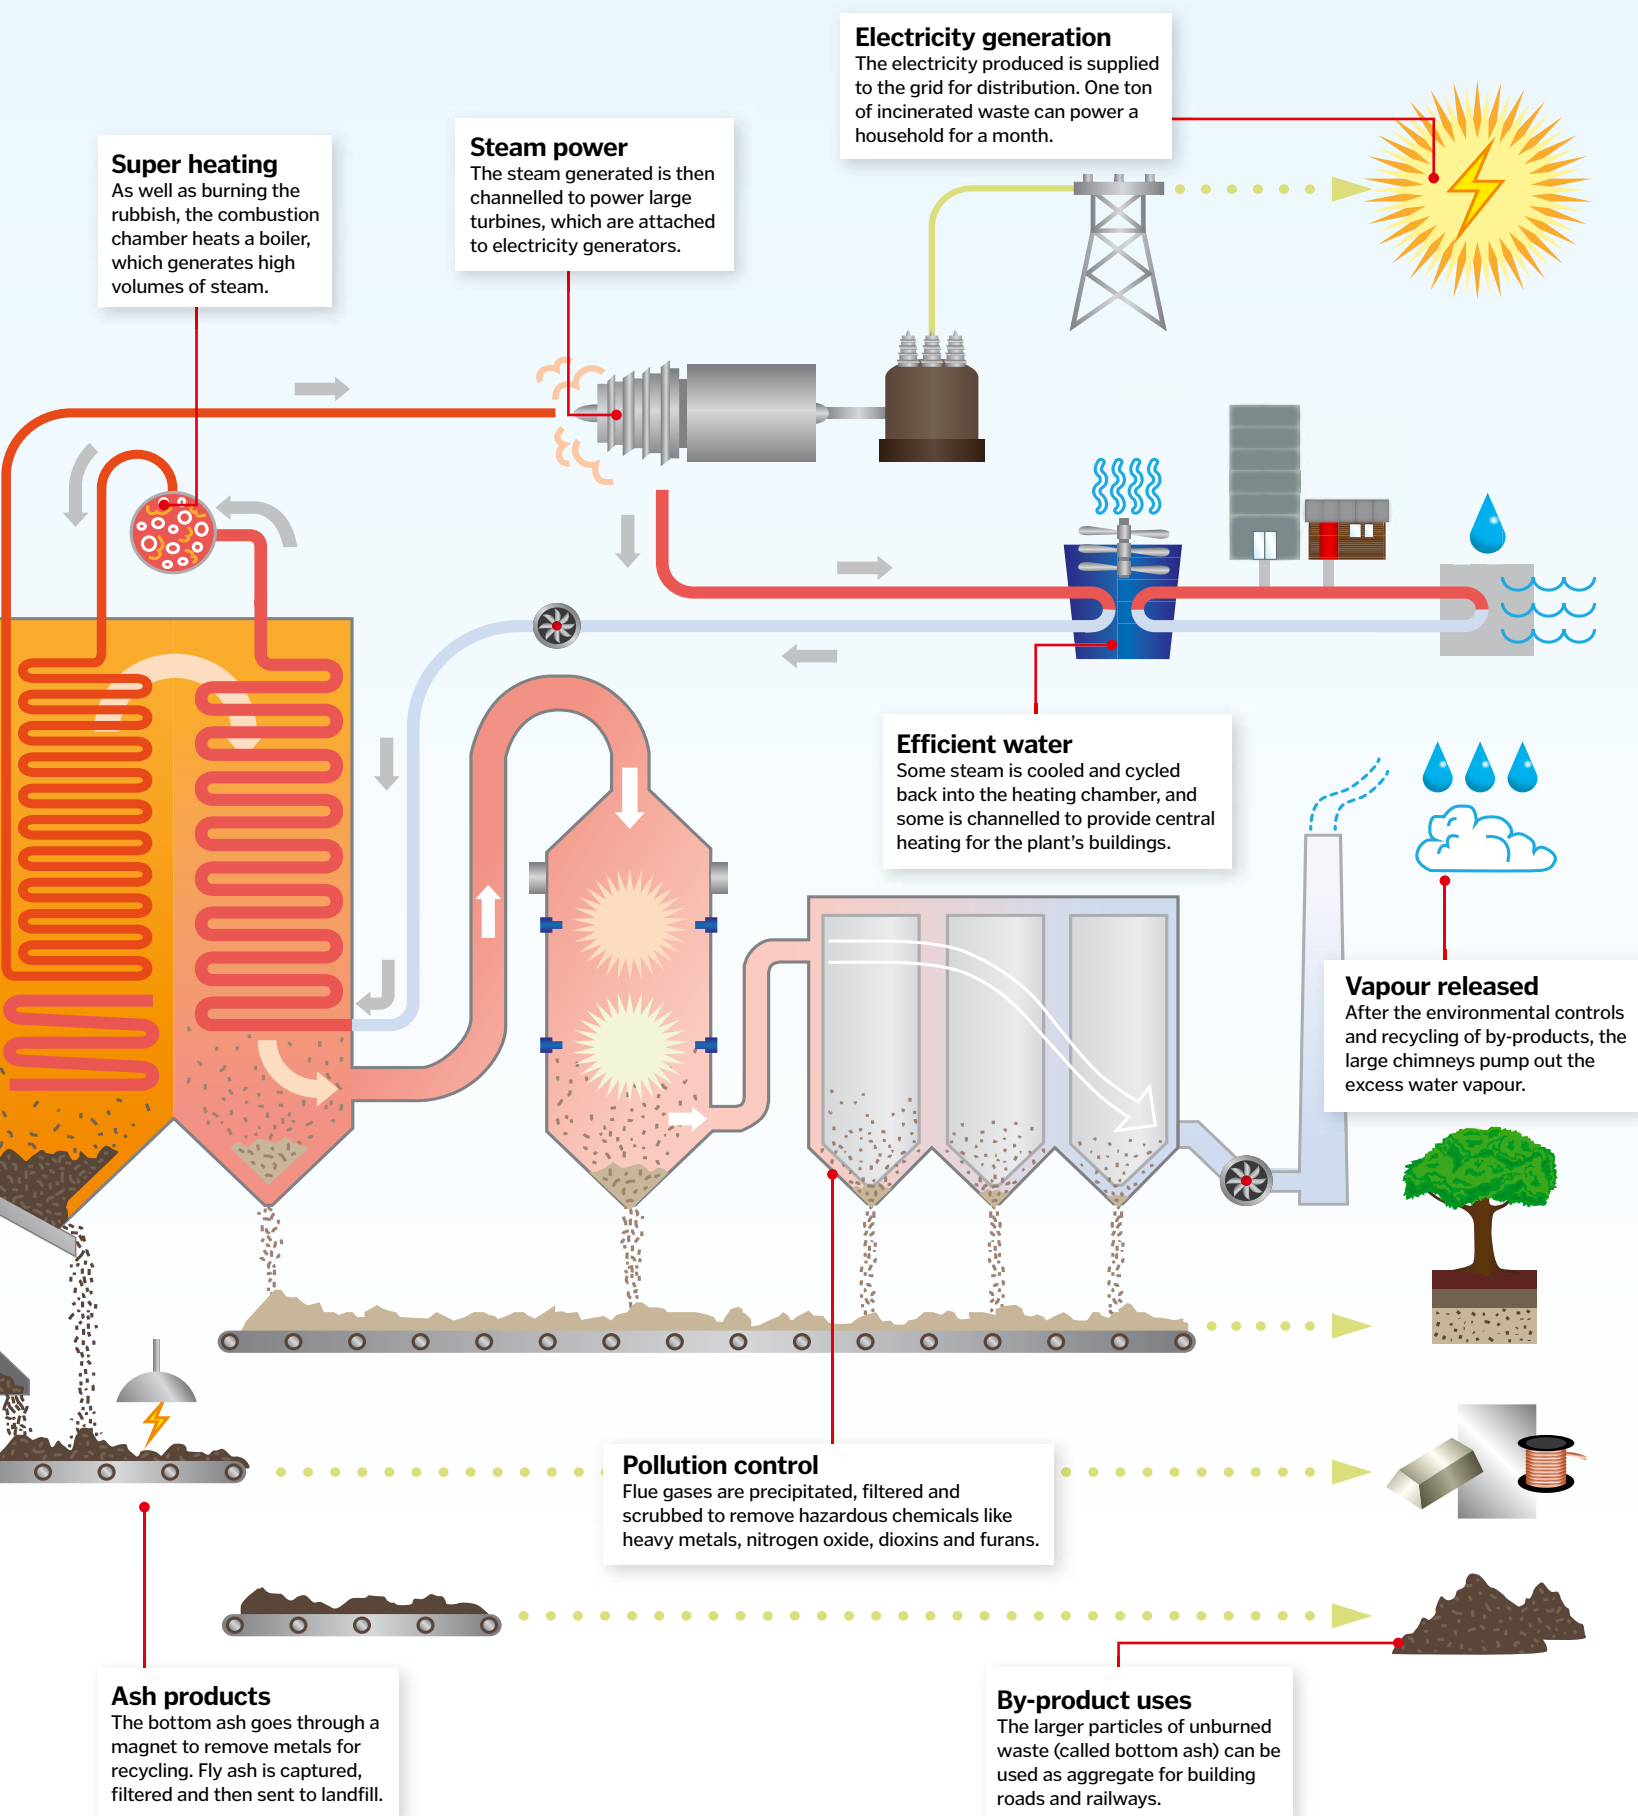 Electricity generation
The electricity produced is supplied
to the grid for distribution. One ton
of incinerated waste can power a
household for a month.
Steam power
The steam generated is then
channelled to power large
turbines, which are attached
to electricity generators.
Super heating
As well as burning the
rubbish, the combustion
chamber heats a boiler,
which generates high
volumes of steam.
Efficient water
Some steam is cooled and cycled
back into the heating chamber, and
some is channelled to provide central
heating for the plant's buildings.
Vapour released
After the environmental controls
and recycling of by-products, the
large chimneys pump out the
excess water vapour.
Pollution control
Flue gases are precipitated, filtered and
scrubbed to remove hazardous chemicals like
heavy metals, nitrogen oxide, dioxins and furans.
Ash products
The bottom ash goes through a
magnet to remove metals for
recycling. Fly ash is captured,
filtered and then sent to landfill.
By-product uses
The larger particles of unburned
waste (called bottom ash) can be
used as aggregate for building
roads and railways.